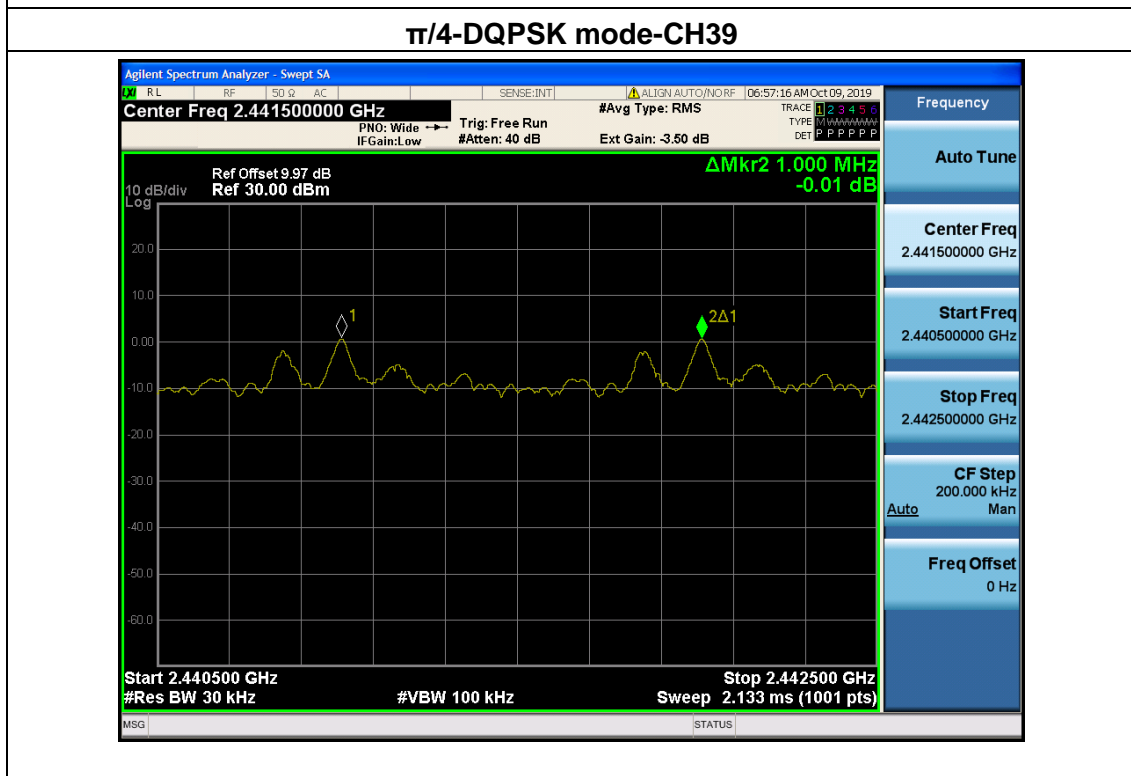 π/4-DQPSK mode-CH39
Agilent Spectrum Analyzer - Swept SA
LXI RL RF 50 Ω AC SENSE:INT ALIGN AUTO/NO RF 06:57:16 AM Oct 09, 2019
Center Freq 2.441500000 GHz
PNO: Wide
IFGain:Low
Trig: Free Run
#Atten: 40 dB
#Avg Type: RMS
Ext Gain: -3.50 dB
TRACE 1 2 3 4 5 6
TYPE M WWWWW
DET P P P P P P
Ref Offset 9.97 dB
10 dB/div Ref 30.00 dBm
Log
ΔMkr2 1.000 MHz
-0.01 dB
20.0
10.0
0.00
-10.0
-20.0
-30.0
-40.0
-50.0
-60.0
1
2Δ1
Start 2.440500 GHz
Stop 2.442500 GHz
#Res BW 30 kHz
#VBW 100 kHz
Sweep 2.133 ms (1001 pts)
MSG
STATUS
Frequency
Auto Tune
Center Freq
2.441500000 GHz
Start Freq
2.440500000 GHz
Stop Freq
2.442500000 GHz
CF Step
200.000 kHz
Auto Man
Freq Offset
0 Hz